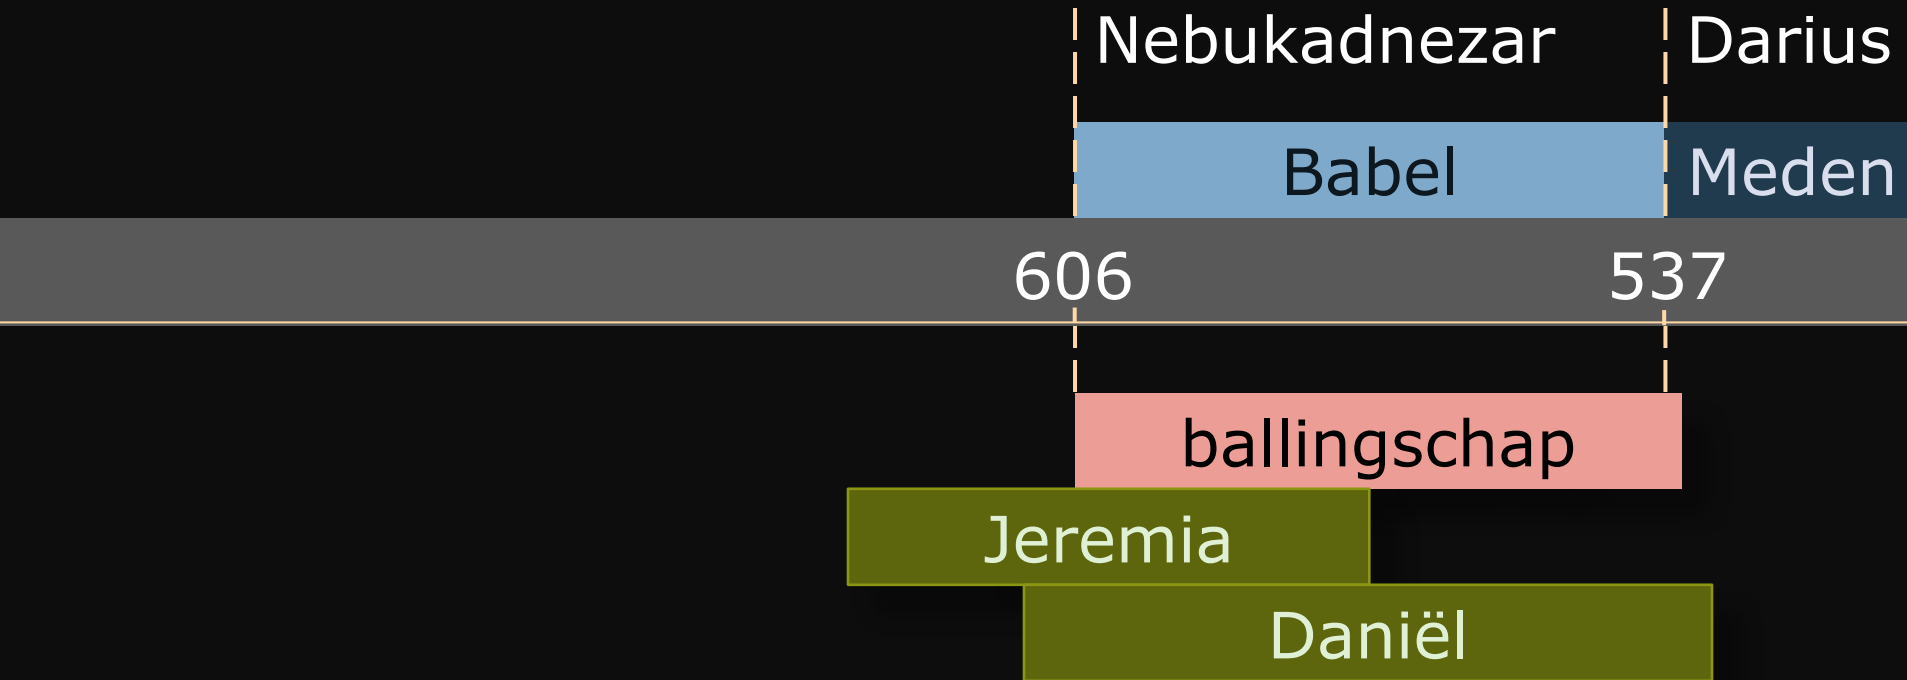 Nebukadnezar Darius
Babel Meden
606 537
ballingschap
Jeremia
Daniël